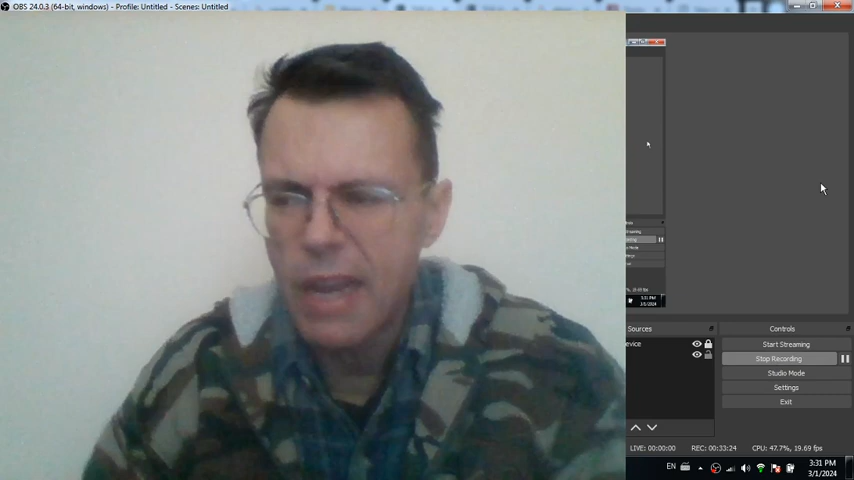 OBS 24.0.3 (64-bit, windows) - Profile: Untitled - Scenes: Untitled
Sources
Controls
evice
Start Streaming
Stop Recording
Studio Mode
Settings
Exit
LIVE: 00:00:00
REC: 00:33:24
CPU: 47.7%, 19.69 fps
EN
3:31 PM
3/1/2024